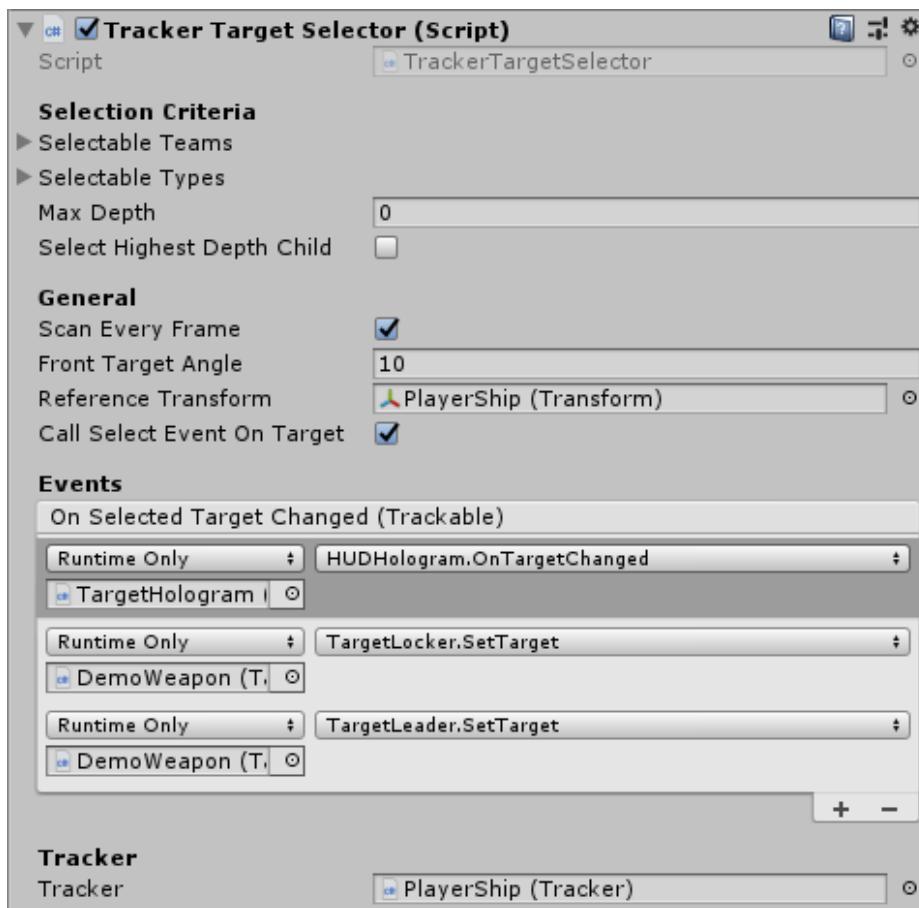 Tracker Target Selector (Script)
Script TrackerTargetSelector
Selection Criteria
Selectable Teams
Selectable Types
Max Depth 0
Select Highest Depth Child
General
Scan Every Frame
Front Target Angle 10
Reference Transform PlayerShip (Transform)
Call Select Event On Target
Events
On Selected Target Changed (Trackable)
Runtime Only HUDHologram.OnTargetChanged
TargetHologram (
Runtime Only TargetLocker.SetTarget
DemoWeapon (T
Runtime Only TargetLeader.SetTarget
DemoWeapon (T
+ −
Tracker
Tracker PlayerShip (Tracker)